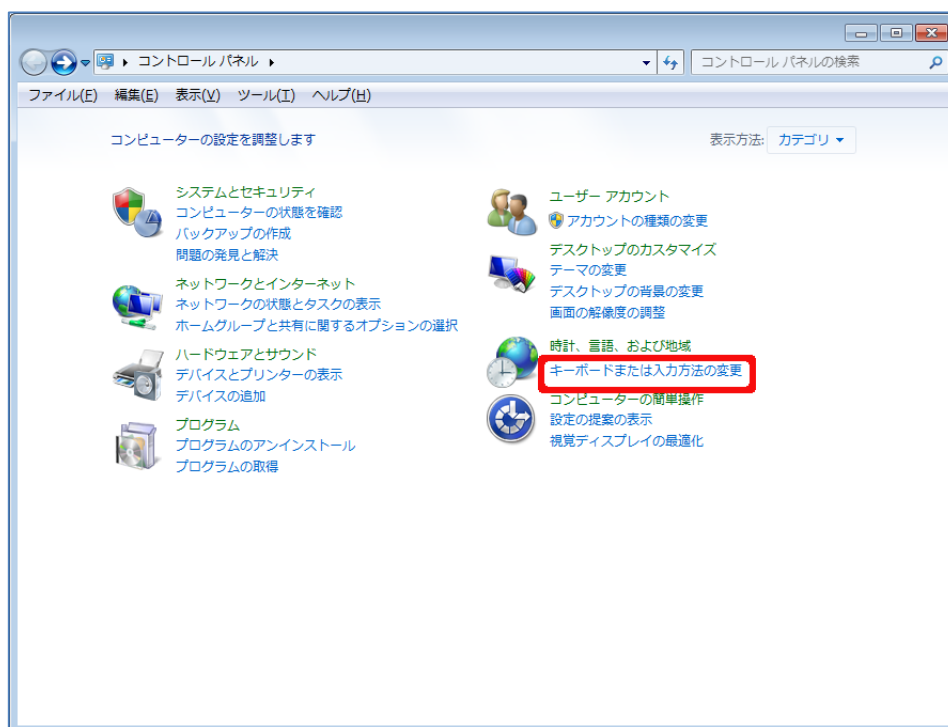 コントロール パネル
コントロール パネルの検索
ファイル(F) 編集(E) 表示(V) ツール(T) ヘルプ(H)
コンピューターの設定を調整します
表示方法: カテゴリ
システムとセキュリティ
コンピューターの状態を確認
バックアップの作成
問題の発見と解決
ネットワークとインターネット
ネットワークの状態とタスクの表示
ホームグループと共有に関するオプションの選択
ハードウェアとサウンド
デバイスとプリンターの表示
デバイスの追加
プログラム
プログラムのアンインストール
プログラムの取得
ユーザー アカウント
アカウントの種類の変更
デスクトップのカスタマイズ
テーマの変更
デスクトップの背景の変更
画面の解像度の調整
時計、言語、および地域
キーボードまたは入力方法の変更
コンピューターの簡単操作
設定の提案の表示
視覚ディスプレイの最適化